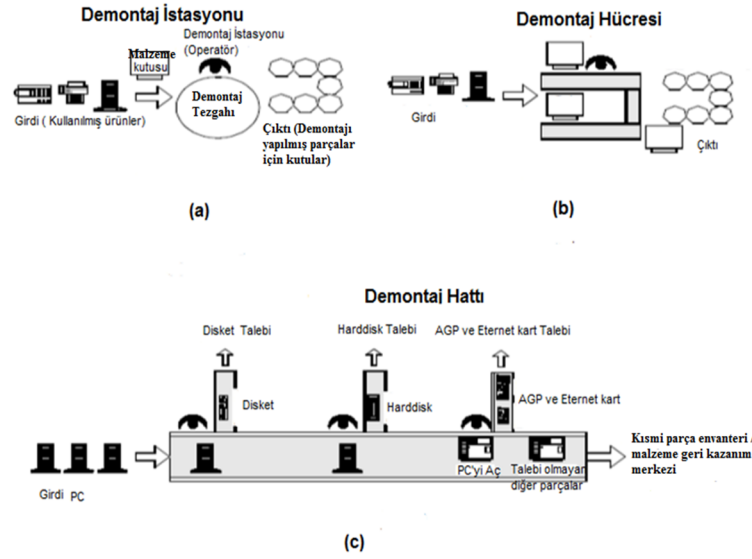 Demontaj İstasyonu
Malzeme
kutusu
Demontaj İstasyonu
(Operatör)
Demontaj
Tezgahı
Girdi ( Kullanılmış ürünler)
Çıktı (Demontajı
yapılmış parçalar
için kutular)
(a)
Demontaj Hücresi
Girdi
Çıktı
(b)
Demontaj Hattı
Disket Talebi
Harddisk Talebi
AGP ve Eternet kart Talebi
Disket
Harddisk
AGP ve Eternet kart
Girdi PC
PC'yi Aç
Talebi olmayan
diğer parçalar
Kısmi parça envanteri /
malzeme geri kazanım
merkezi
(c)